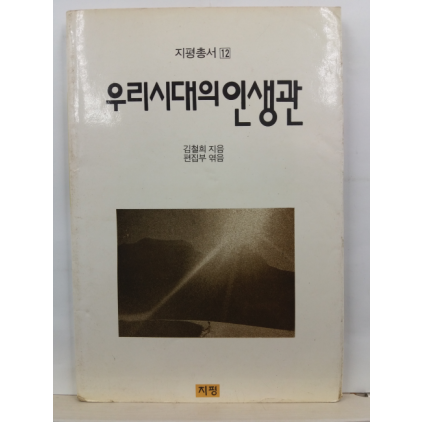 지평총서 12
우리시대의 인생관
김철희 지음
편집부 엮음
지평